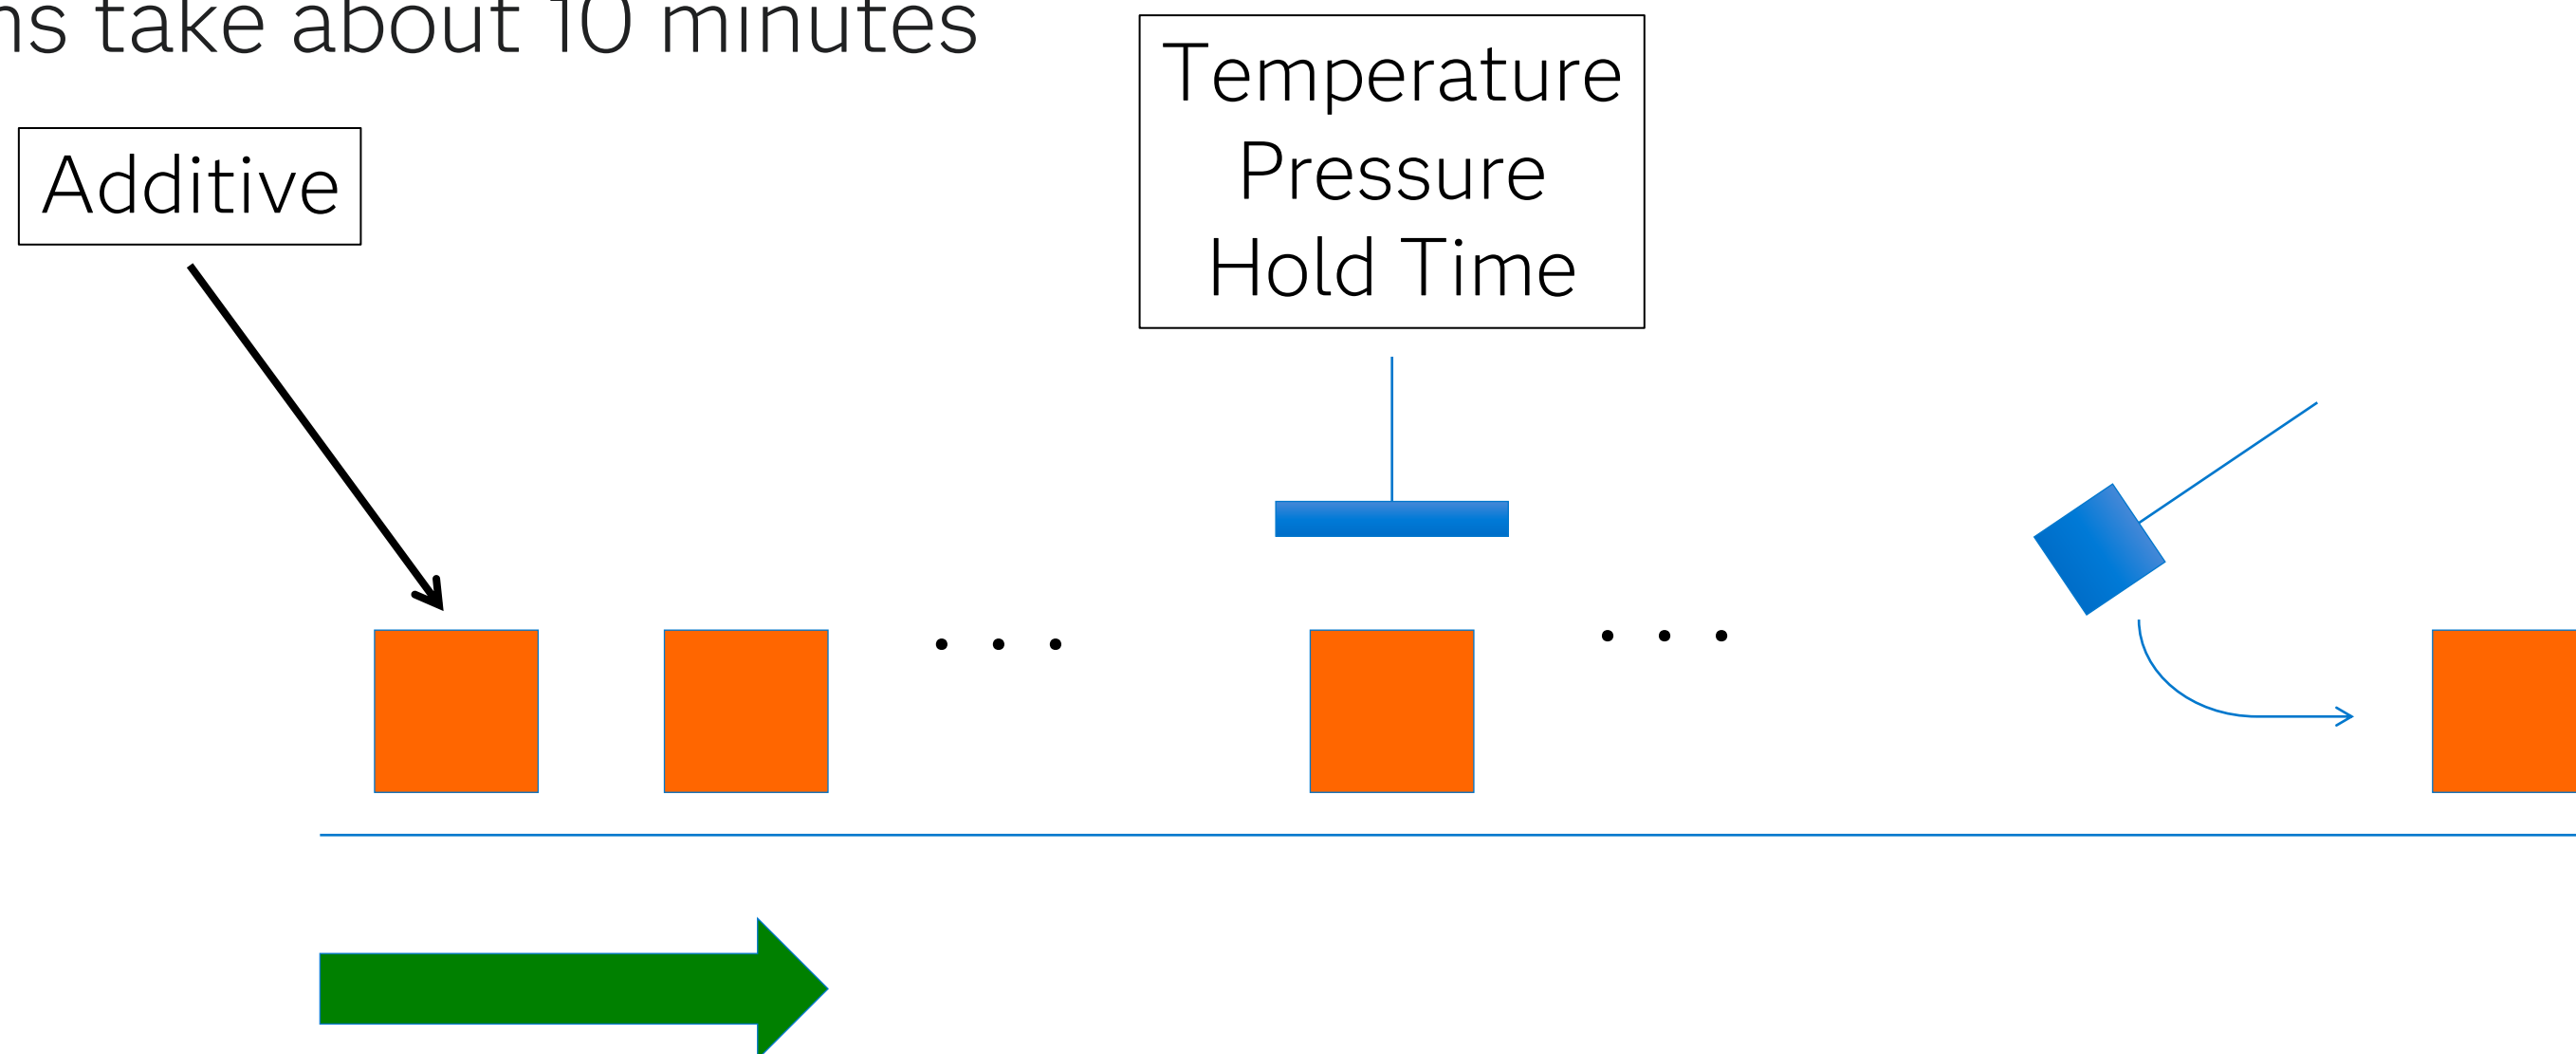 take about 10 minutes
Additive
Temperature
Pressure
Hold Time